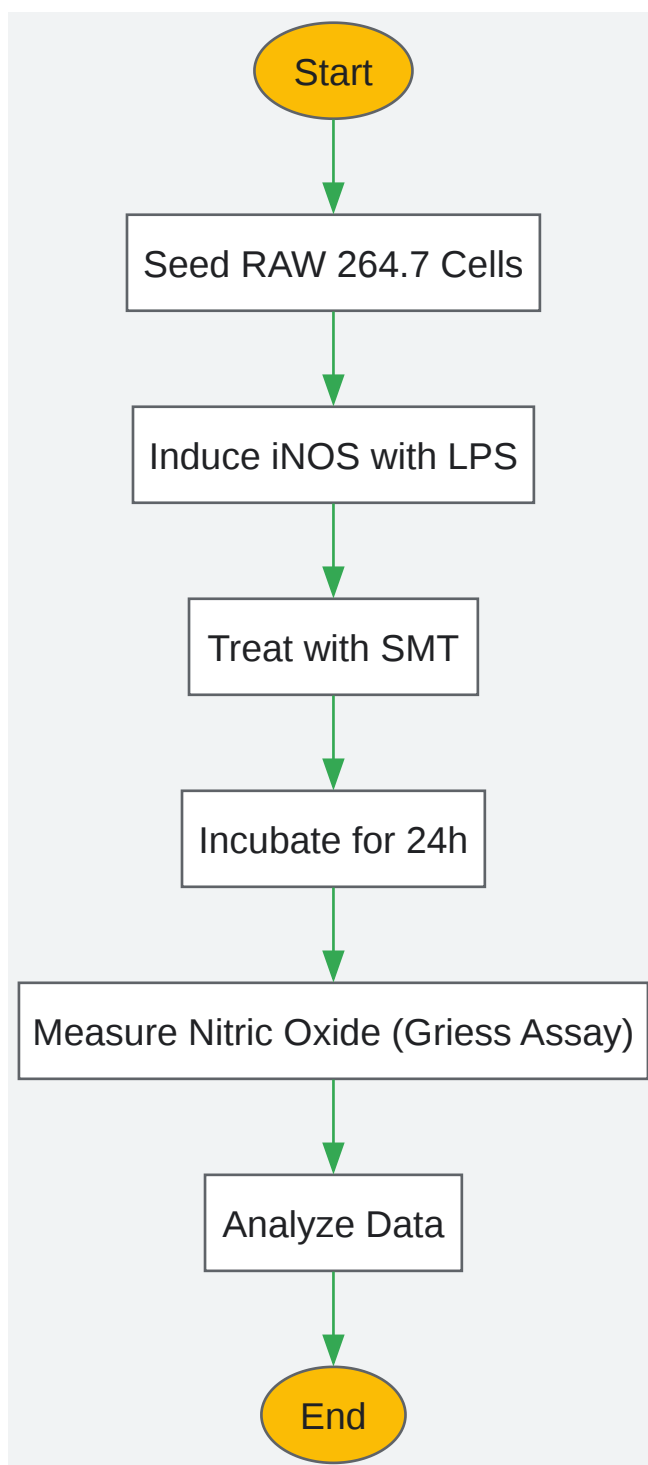 Start
Seed RAW 264.7 Cells
Induce iNOS with LPS
Treat with SMT
Incubate for 24h
Measure Nitric Oxide (Griess Assay)
Analyze Data
End